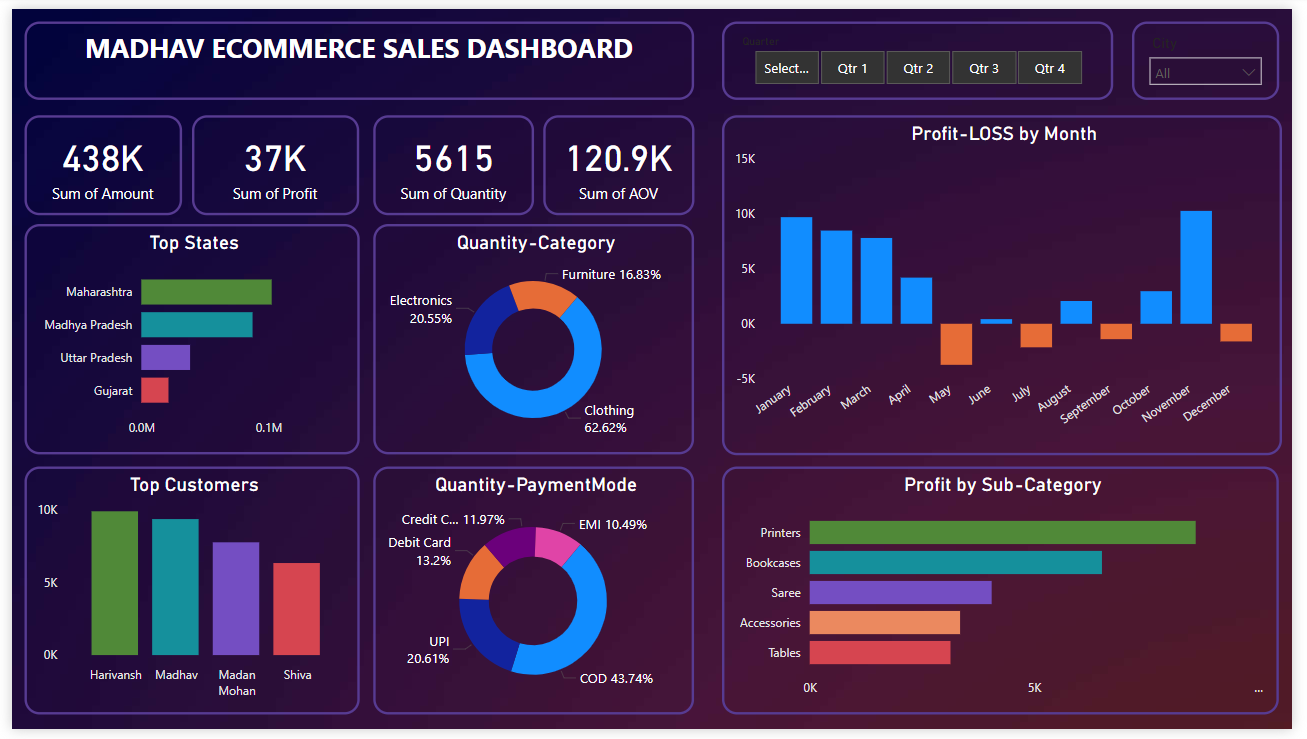 MADHAV ECOMMERCE SALES DASHBOARD
Quarter
Select...
Qtr 1
Qtr 2
Qtr 3
Qtr 4
City
All
438K
Sum of Amount
37K
Sum of Profit
5615
Sum of Quantity
120.9K
Sum of AOV
Profit-LOSS by Month
15K
10K
5K
0K
-5K
January
February
March
April
May
June
July
August
September
October
November
December
Top States
Maharashtra
Madhya Pradesh
Uttar Pradesh
Gujarat
0.0M
0.1M
Quantity-Category
Furniture 16.83%
Electronics
20.55%
Clothing
62.62%
Top Customers
10K
5K
0K
Harivansh
Madhav
Madan
Mohan
Shiva
Quantity-PaymentMode
Credit C... 11.97%
EMI 10.49%
Debit Card
13.2%
UPI
20.61%
COD 43.74%
Profit by Sub-Category
Printers
Bookcases
Saree
Accessories
Tables
0K
5K
...